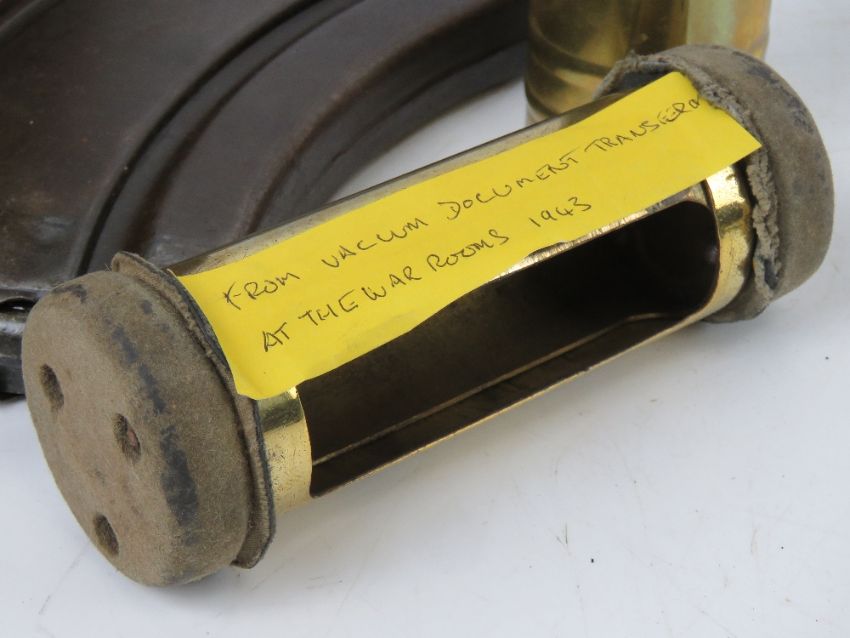 FROM VACUUM DOCUMENT TRANSFER
AT THE WAR ROOMS 1943